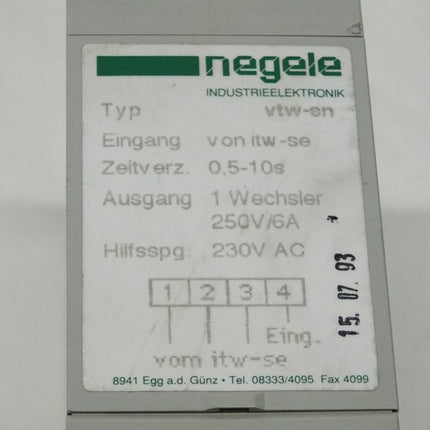 negele
INDUSTRIEELEKTRONIK
Typ vtw-sn
Eingang von itw-se
Zeitverz. 0,5-10s
Ausgang 1 Wechsler
250V/6A
Hilfsspg. 230V AC
1 2 3 4
Eing.
vom itw-se
15. 07. 93
8941 Egg a.d. Günz • Tel. 08333/4095 Fax 4099